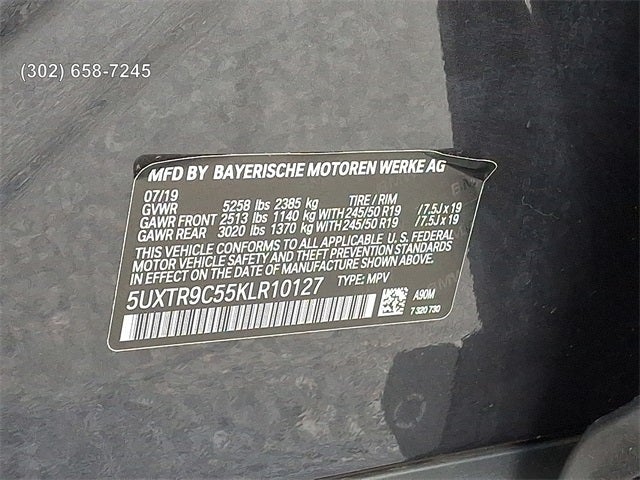 (302) 658-7245
MFD BY BAYERISCHE MOTOREN WERKE AG
07/19
GVWR 5258 lbs 2385 kg TIRE / RIM
GAWR FRONT 2513 lbs 1140 kg WITH 245/50 R19 / 7.5J x 19
GAWR REAR 3020 lbs 1370 kg WITH 245/50 R19 / 7.5J x 19
THIS VEHICLE CONFORMS TO ALL APPLICABLE U.S. FEDERAL
MOTOR VEHICLE SAFETY AND THEFT PREVENTION STANDARDS
IN EFFECT ON THE DATE OF MANUFACTURE SHOWN ABOVE.
5UXTR9C55KLR10127 TYPE: MPV
A90M
7 320 730